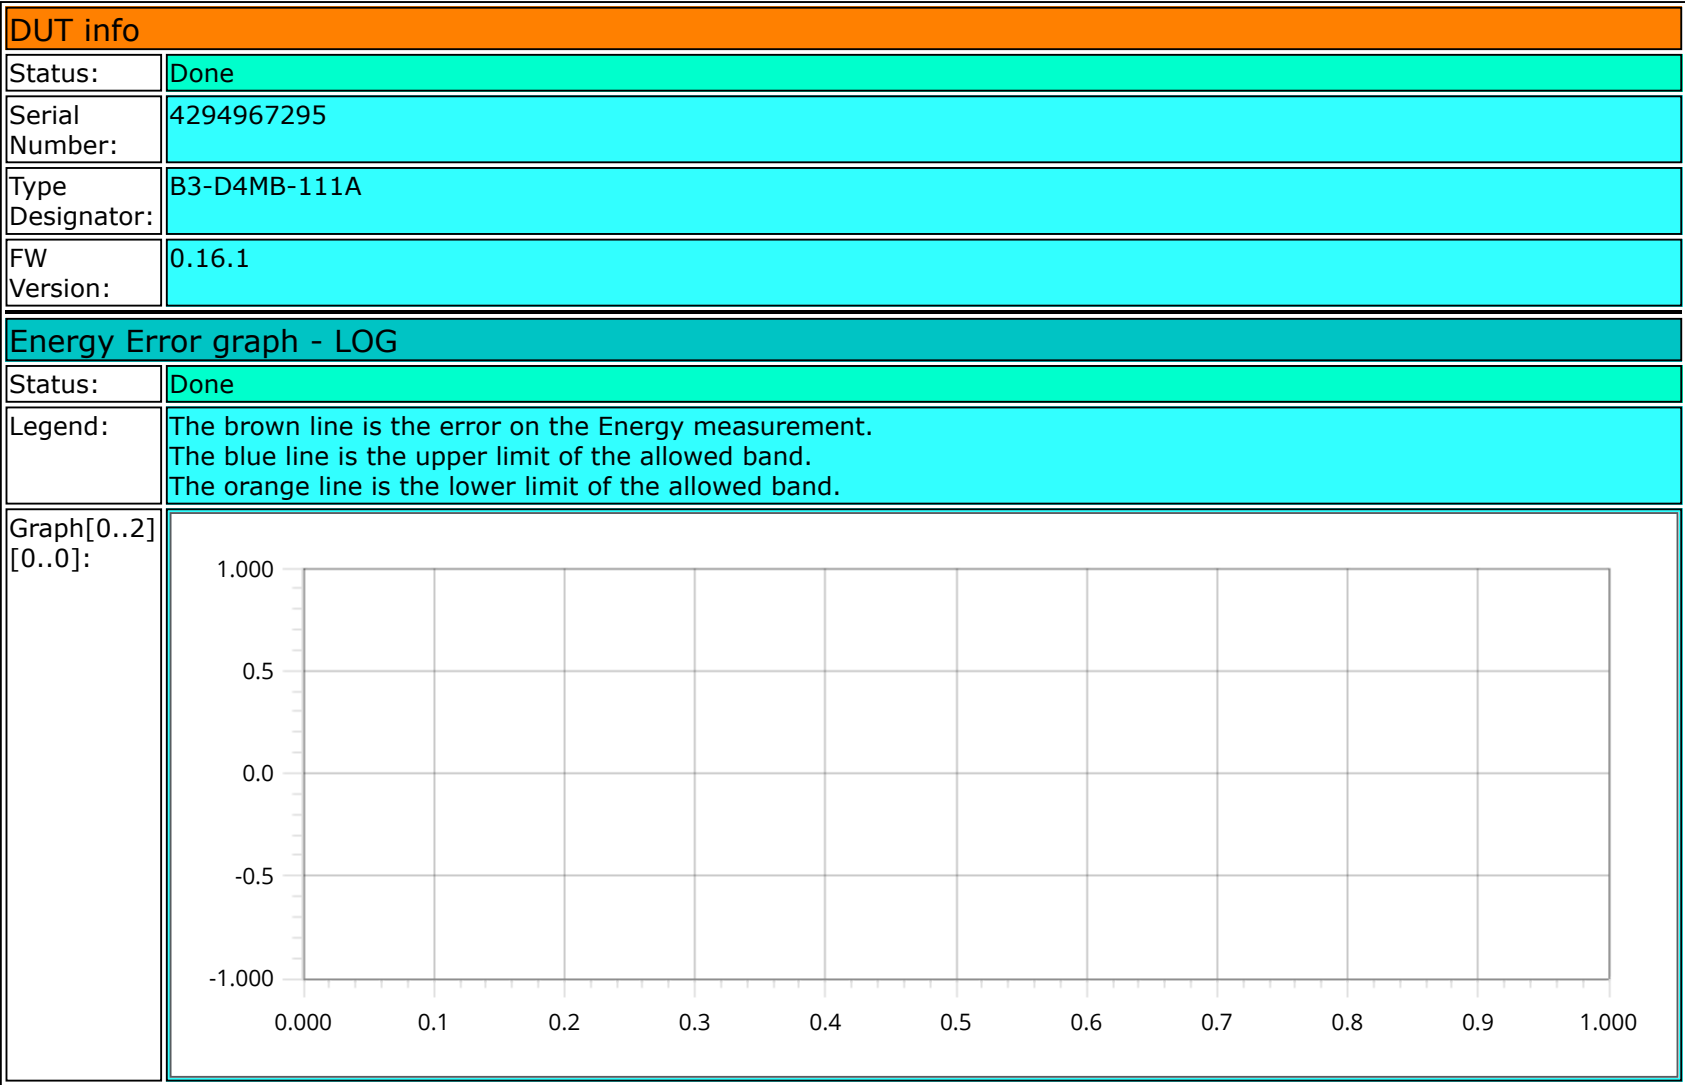 DUT info
Status:
Done
Serial
Number:
4294967295
Type
Designator:
B3-D4MB-111A
FW
Version:
0.16.1
Energy Error graph - LOG
Status:
Done
Legend:
The brown line is the error on the Energy measurement.
The blue line is the upper limit of the allowed band.
The orange line is the lower limit of the allowed band.
Graph[0..2]
[0..0]:
1.000
0.5
0.0
-0.5
-1.000
0.000 0.1 0.2 0.3 0.4 0.5 0.6 0.7 0.8 0.9 1.000